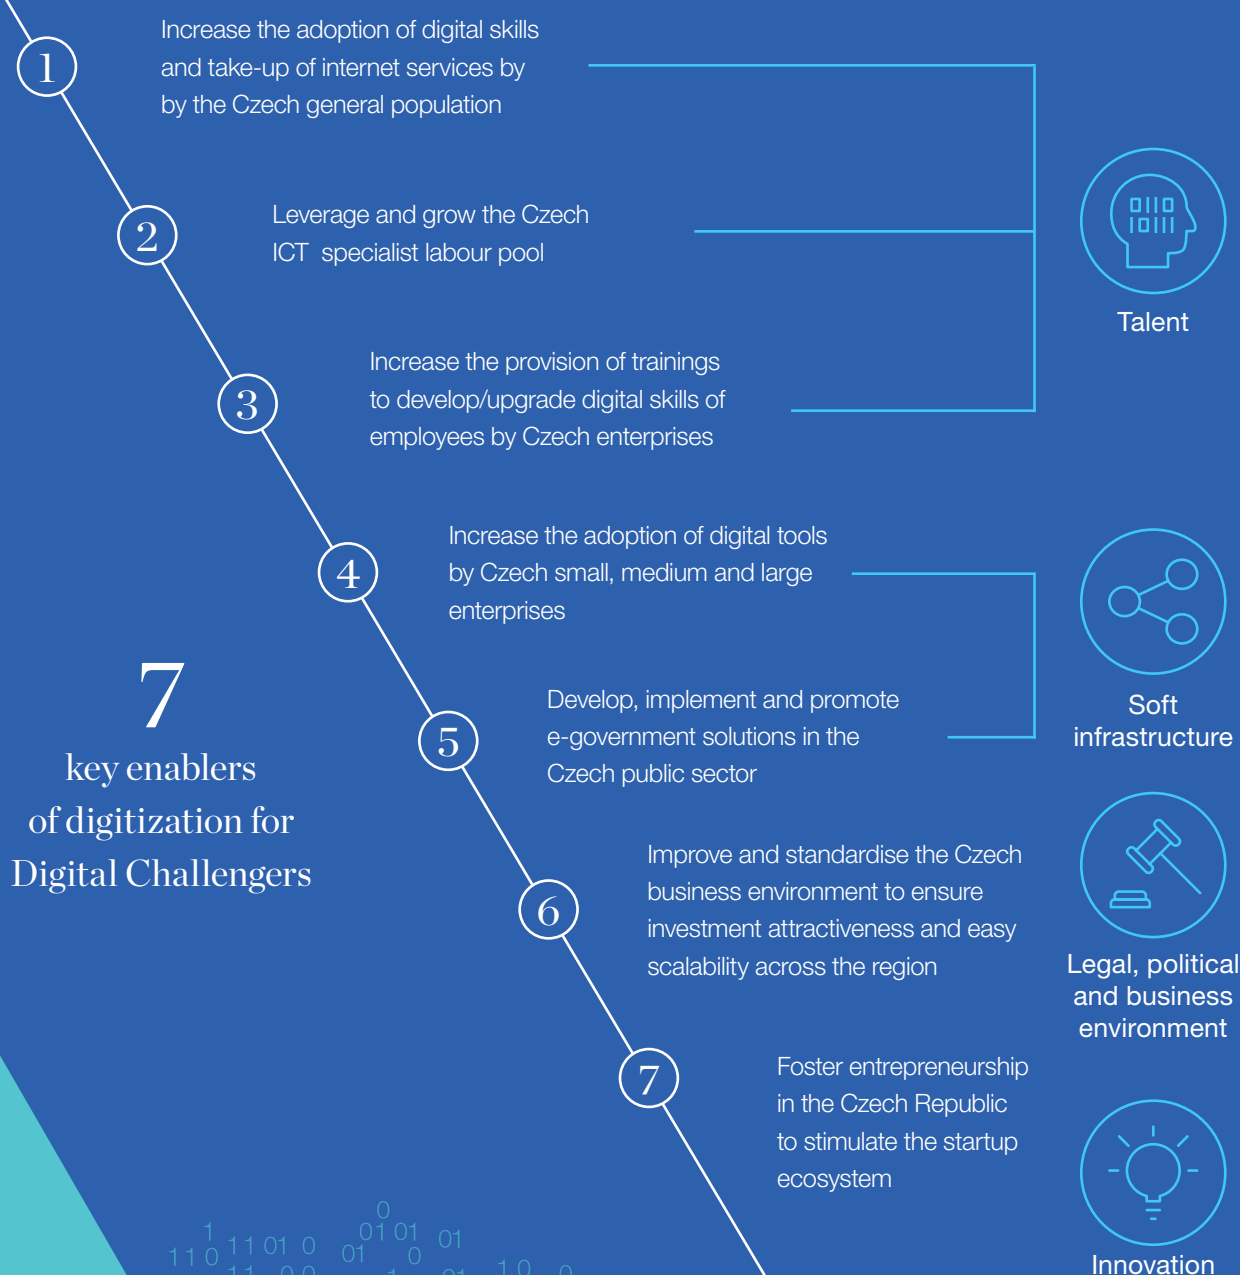 1
Increase the adoption of digital skills
and take-up of internet services by
by the Czech general population
2
Leverage and grow the Czech
ICT specialist labour pool
3
Increase the provision of trainings
to develop/upgrade digital skills of
employees by Czech enterprises
Talent
4
Increase the adoption of digital tools
by Czech small, medium and large
enterprises
5
Develop, implement and promote
e-government solutions in the
Czech public sector
Soft
infrastructure
7
key enablers
of digitization for
Digital Challengers
6
Improve and standardise the Czech
business environment to ensure
investment attractiveness and easy
scalability across the region
Legal, political
and business
environment
7
Foster entrepreneurship
in the Czech Republic
to stimulate the startup
ecosystem
Innovation